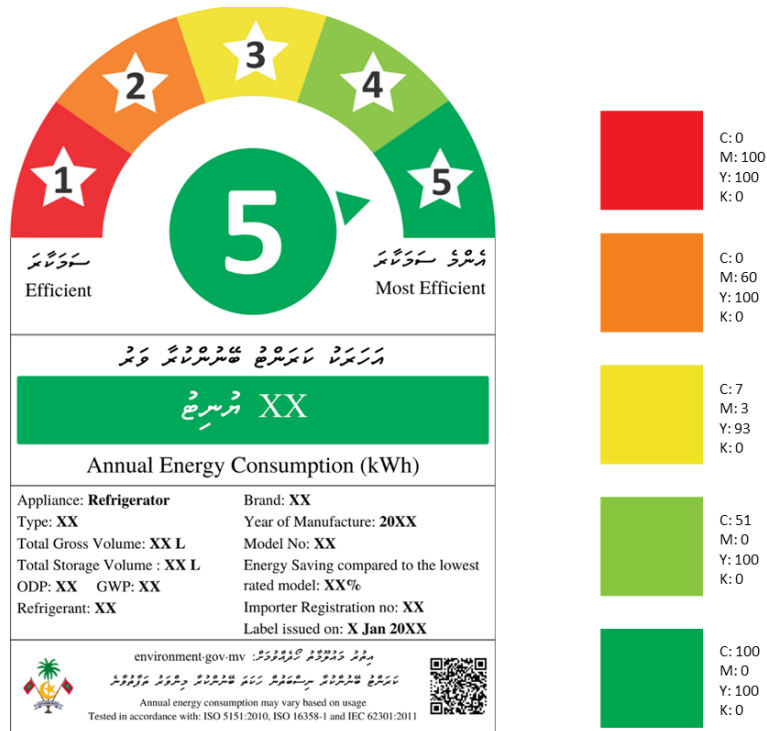 1
2
3
4
5
5
ސަމަކާރަ
Efficient
އެންމެ ސަމަކާރަ
Most Efficient
އަހަރަކު ކަރަންޓު ބޭނުންކުރާ ވަރު
XX ޔުނިޓު
Annual Energy Consumption (kWh)
Appliance: Refrigerator
Type: XX
Total Gross Volume: XX L
Total Storage Volume : XX L
ODP: XX GWP: XX
Refrigerant: XX
Brand: XX
Year of Manufacture: 20XX
Model No: XX
Energy Saving compared to the lowest
rated model: XX%
Importer Registration no: XX
Label issued on: X Jan 20XX
އިތުރު މަޢުލޫމާތު ހޯދެއްވުމަށް: environment-gov-mv
ކަރަންޓު ބޭނުންކުރާ ނިސްބަތުން ހަކަތަ ބޭނުންކުރާ މިންވަރު ތަފާތުވާނެ
Annual energy consumption may vary based on usage
Tested in accordance with: ISO 5151:2010, ISO 16358-1 and IEC 62301:2011
C: 0
M: 100
Y: 100
K: 0
C: 0
M: 60
Y: 100
K: 0
C: 7
M: 3
Y: 93
K: 0
C: 51
M: 0
Y: 100
K: 0
C: 100
M: 0
Y: 100
K: 0